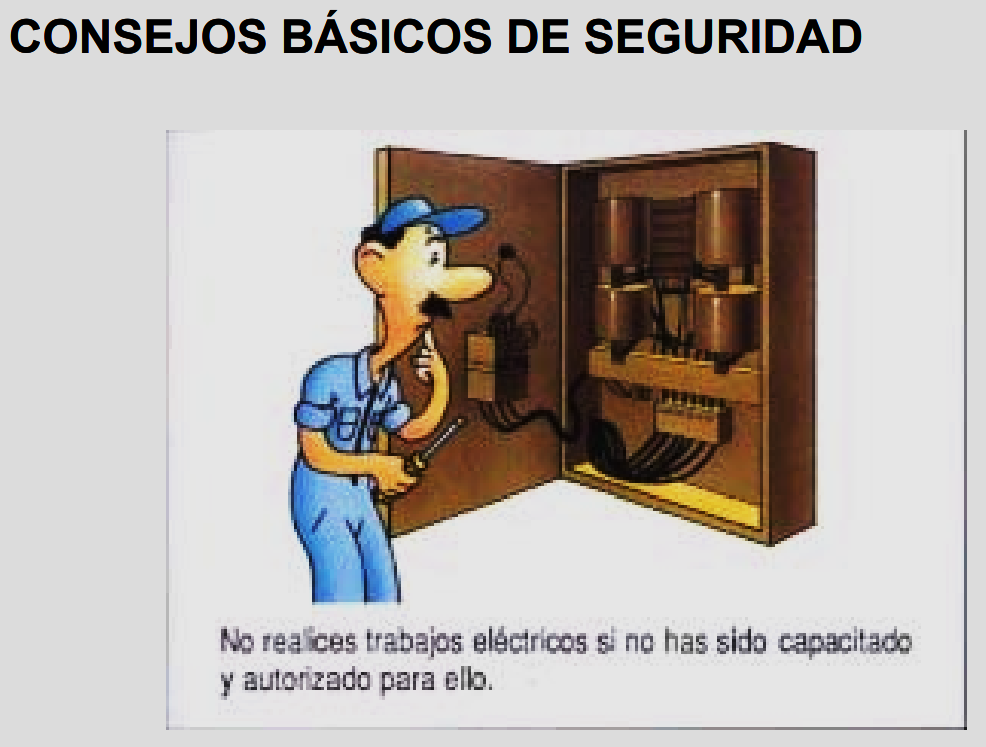 CONSEJOS BÁSICOS DE SEGURIDAD
No realices trabajos eléctricos si no has sido capacitado
y autorizado para ello.